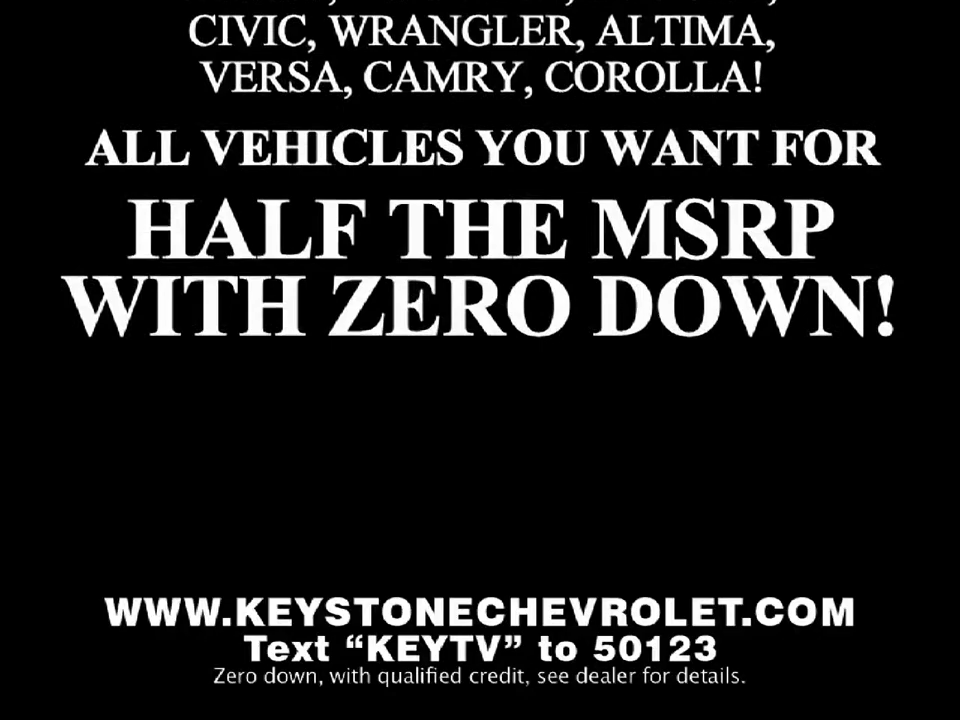 CIVIC, WRANGLER, ALTIMA,
VERSA, CAMRY, COROLLA!
ALL VEHICLES YOU WANT FOR
HALF THE MSRP
WITH ZERO DOWN!
WWW.KEYSTONECHEVROLET.COM
Text “KEYTV” to 50123
Zero down, with qualified credit, see dealer for details.